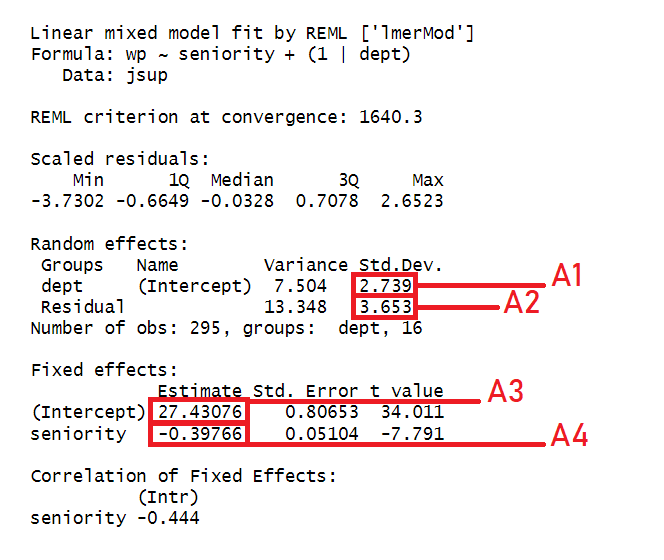 Linear mixed model fit by REML ['lmerMod']
Formula: wp ~ seniority + (1 | dept)
   Data: jsup
REML criterion at convergence: 1640.3
Scaled residuals:
    Min      1Q  Median      3Q     Max
-3.7302 -0.6649 -0.0328  0.7078  2.6523
Random effects:
 Groups   Name        Variance Std.Dev.
 dept     (Intercept)  7.504   2.739 A1
 Residual             13.348   3.653 A2
Number of obs: 295, groups:  dept, 16
Fixed effects:
            Estimate Std. Error t value A3
(Intercept) 27.43076    0.80653  34.011
seniority   -0.39766    0.05104  -7.791 A4
Correlation of Fixed Effects:
          (Intr)
seniority -0.444